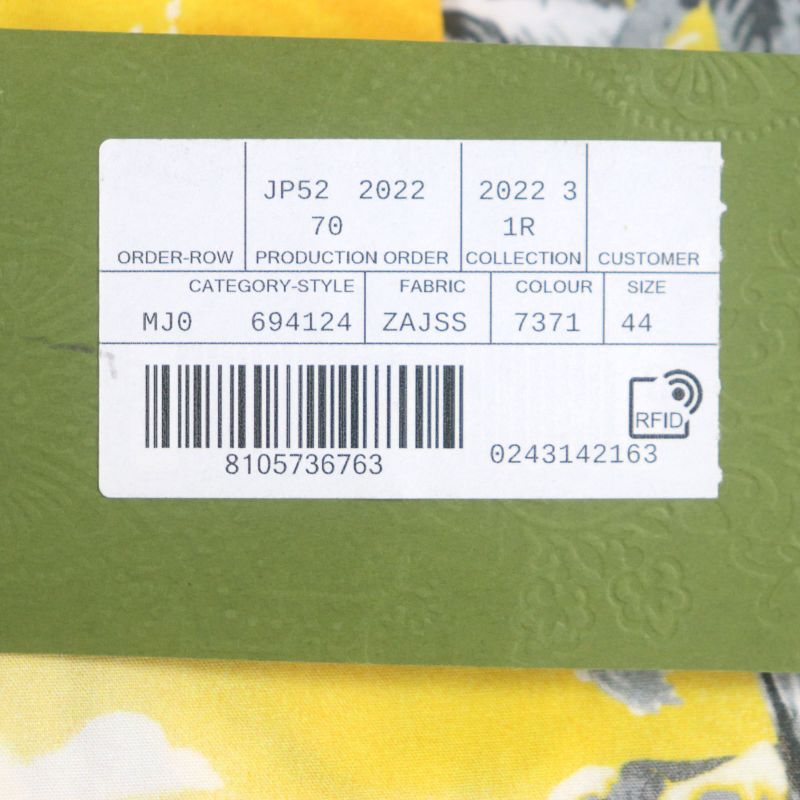 JP52 2022 2022 3
70 1R
ORDER-ROW PRODUCTION ORDER COLLECTION CUSTOMER
CATEGORY-STYLE FABRIC COLOUR SIZE
MJ0 694124 ZAJSS 7371 44
RFID
8105736763 0243142163